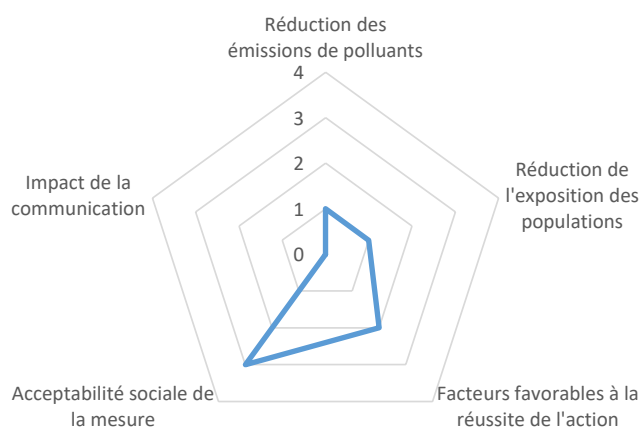 Réduction des
émissions de polluants
4
3
2
1
0
Réduction de
l'exposition des
populations
Facteurs favorables à la
réussite de l'action
Acceptabilité sociale de
la mesure
Impact de la
communication